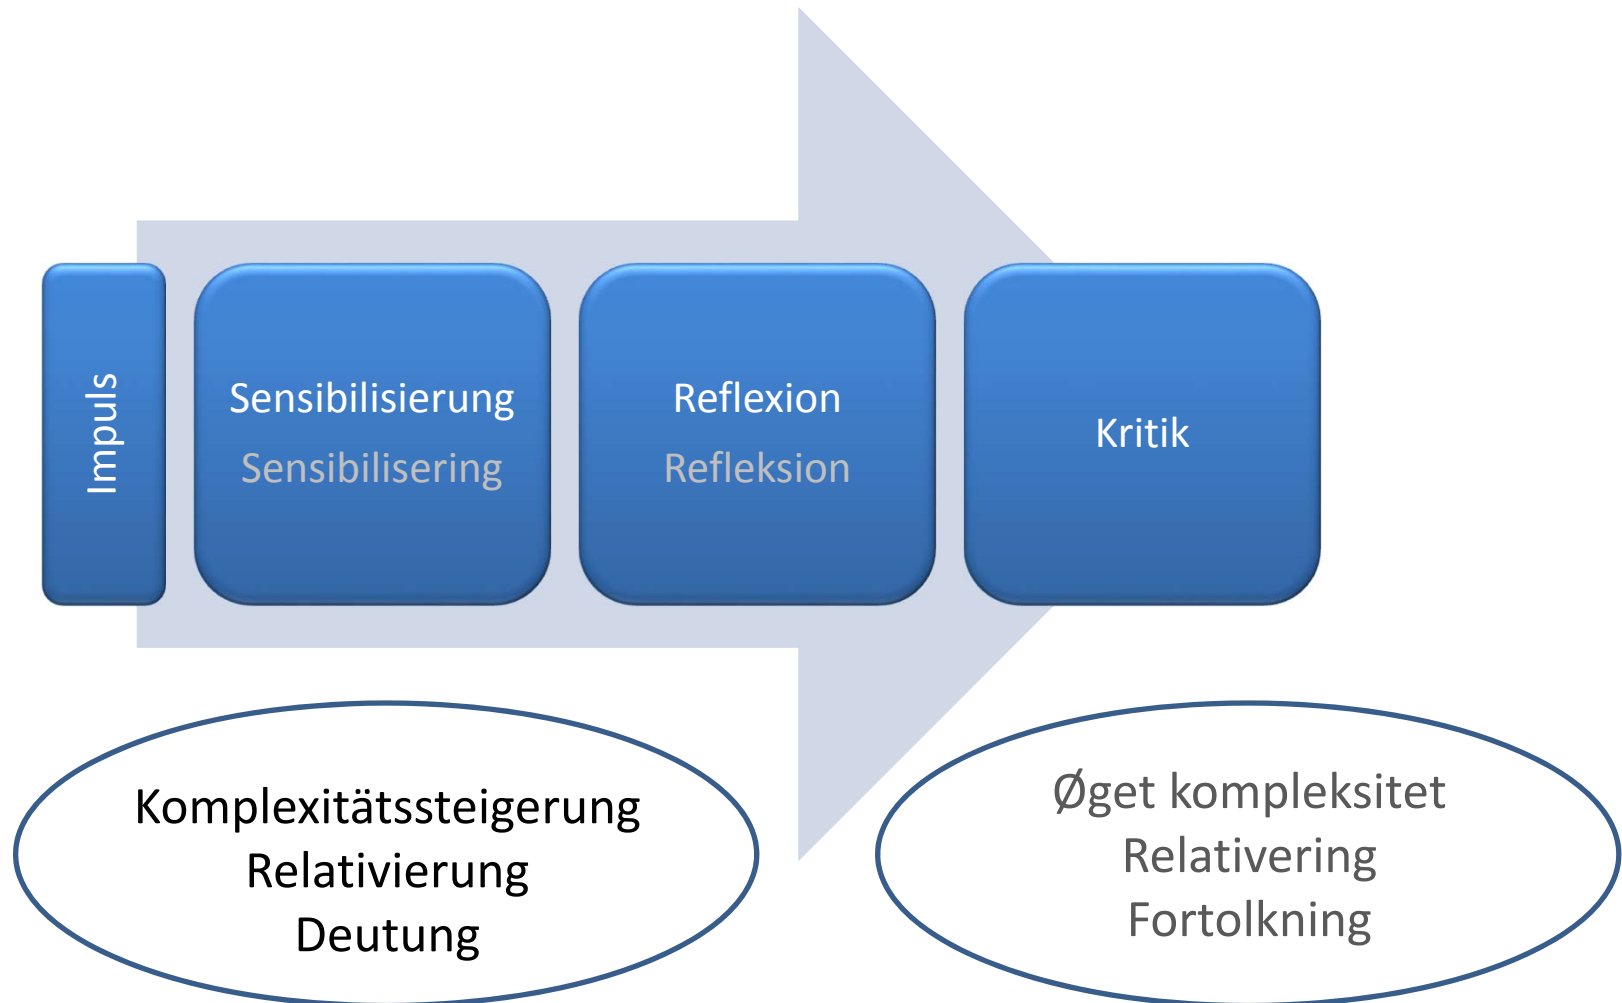 Impuls
Sensibilisierung
Sensibilisering
Reflexion
Refleksion
Kritik
Komplexitätssteigerung
Relativierung
Deutung
Øget kompleksitet
Relativering
Fortolkning